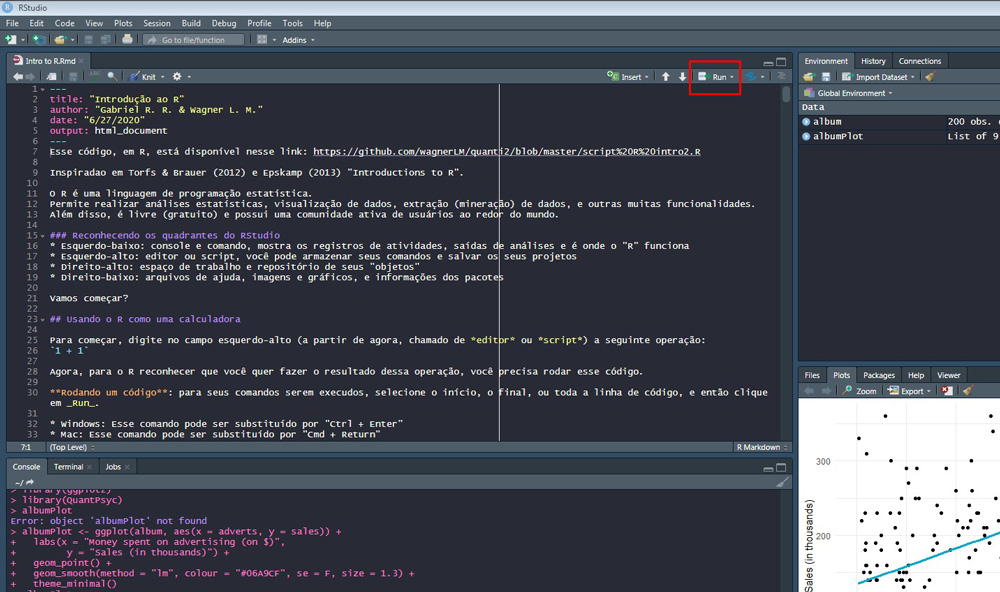 RStudio
File Edit Code View Plots Session Build Debug Profile Tools Help
Go to file/function Addins
Intro to R.Rmd
Knit Insert Run
1 ---
2 title: "Introdução ao R"
3 author: "Gabriel R. R. & Wagner L. M."
4 date: "6/27/2020"
5 output: html_document
6 ---
7 Esse código, em R, está disponível nesse link: https://github.com/wagnerLM/quanti2/blob/master/script%20R%20intro2.R
8
9 Inspiradao em Torfs & Brauer (2012) e Epskamp (2013) "Introductions to R".
10
11 O R é uma linguagem de programação estatística.
12 Permite realizar análises estatísticas, visualização de dados, extração (mineração) de dados, e outras muitas funcionalidades.
13 Além disso, é livre (gratuito) e possui uma comunidade ativa de usuários ao redor do mundo.
14
15 ### Reconhecendo os quadrantes do RStudio
16 * Esquerdo-baixo: console e comando, mostra os registros de atividades, saídas de análises e é onde o "R" funciona
17 * Esquerdo-alto: editor ou script, você pode armazenar seus comandos e salvar os seus projetos
18 * Direito-alto: espaço de trabalho e repositório de seus "objetos"
19 * Direito-baixo: arquivos de ajuda, imagens e gráficos, e informações dos pacotes
20
21 Vamos começar?
22
23 ## Usando o R como uma calculadora
24
25 Para começar, digite no campo esquerdo-alto (a partir de agora, chamado de *editor* ou *script*) a seguinte operação:
26 `1 + 1`
27
28 Agora, para o R reconhecer que você quer fazer o resultado dessa operação, você precisa rodar esse código.
29
30 **Rodando um código**: para seus comandos serem executados, selecione o início, o final, ou toda a linha de código, e então clique
em _Run_.
31
32 * Windows: Esse comando pode ser substituído por "Ctrl + Enter"
33 * Mac: Esse comando pode ser substituído por "Cmd + Return"
7:1 (Top Level) R Markdown
Console Terminal Jobs
~/
> library(ggplot2)
> library(QuantPsyc)
> albumPlot
Error: object 'albumPlot' not found
> albumPlot <- ggplot(album, aes(x = adverts, y = sales)) +
+ labs(x = "Money spent on advertising (on $)",
+ y = "Sales (in thousands)") +
+ geom_point() +
+ geom_smooth(method = "lm", colour = "#06A9CF", se = F, size = 1.3) +
+ theme_minimal()
Environment History Connections
Import Dataset
Global Environment
Data
album 200 obs.
albumPlot List of 9
Files Plots Packages Help Viewer
Zoom Export
300
200
Sales (in thousands)